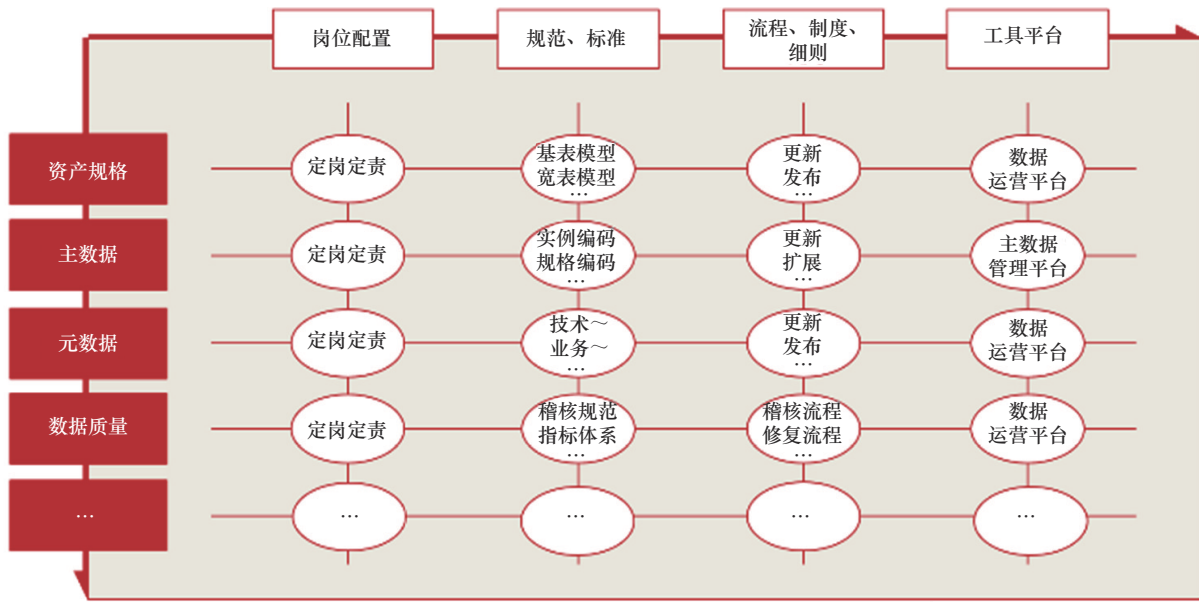 岗位配置
规范、标准
流程、制度、
细则
工具平台
资产规格
定岗定责
基表模型
宽表模型
…
更新
发布
…
数据
运营平台
主数据
定岗定责
实例编码
规格编码
…
更新
扩展
…
主数据
管理平台
元数据
定岗定责
技术～
业务～
…
更新
发布
…
数据
运营平台
数据质量
定岗定责
稽核规范
指标体系
…
稽核流程
修复流程
…
数据
运营平台
…
…
…
…
…